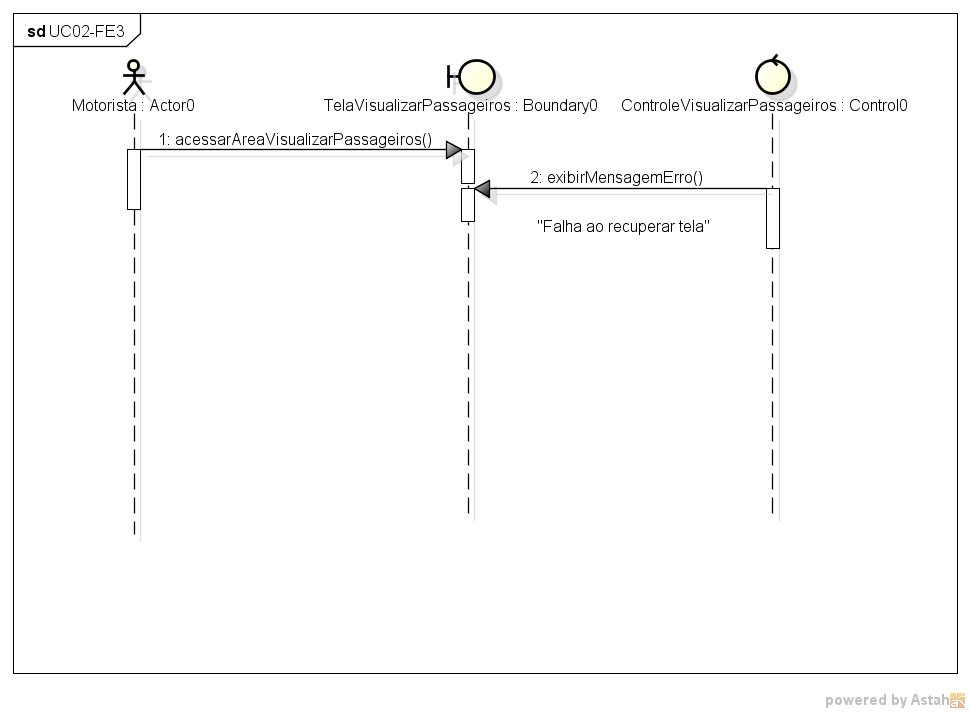 sd UC02-FE3
Motorista : Actor0
TelaVisualizarPassageiros : Boundary0
ControleVisualizarPassageiros : Control0
1: acessarAreaVisualizarPassageiros()
2: exibirMensagemErro()
"Falha ao recuperar tela"
powered by Astah